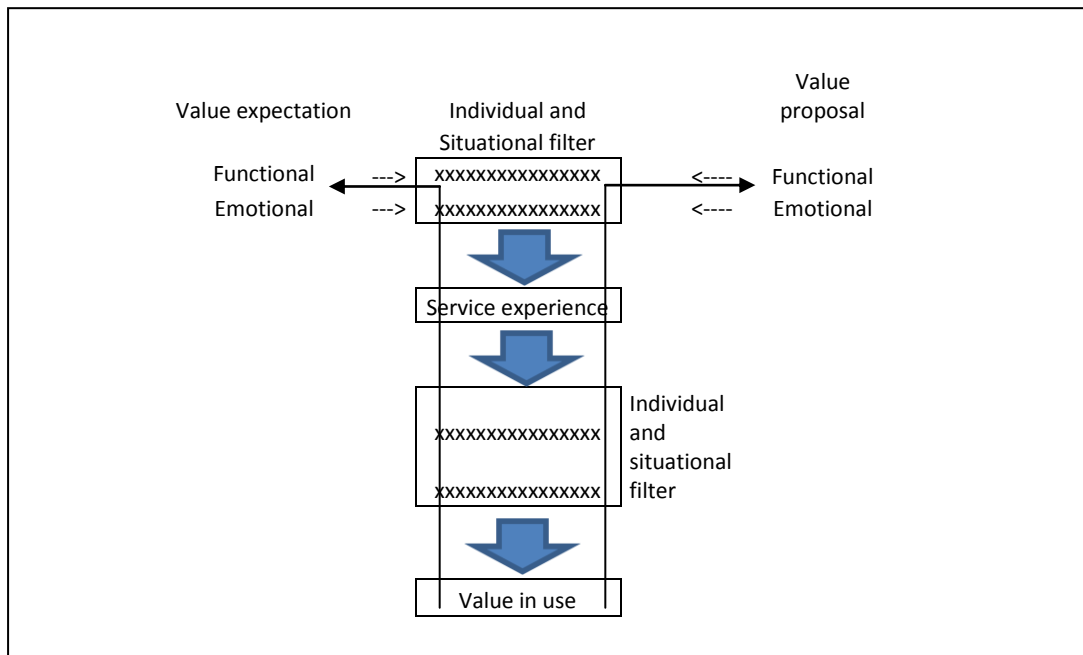 Value
proposal
Value expectation
Individual and
Situational filter
Functional ---> xxxxxxxxxxxxxxxx <---- Functional
Emotional ---> xxxxxxxxxxxxxxxx <---- Emotional
Service experience
Individual
and
situational
filter
xxxxxxxxxxxxxxxx
xxxxxxxxxxxxxxxx
Value in use